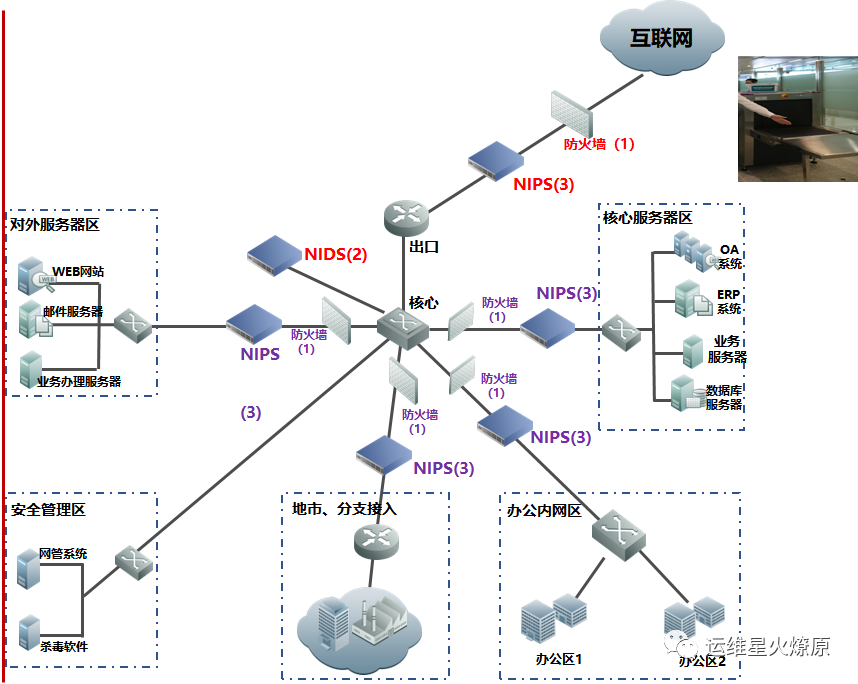 互联网
防火墙（1）
NIPS(3)
对外服务器区
WEB网站
邮件服务器
业务办理服务器
NIDS(2)
出口
核心
NIPS
防火墙
(1)
(3)
核心服务器区
OA
系统
ERP
系统
业务
服务器
数据库
服务器
防火墙
(1)
NIPS(3)
防火墙
(1)
NIPS(3)
防火墙
(1)
NIPS(3)
安全管理区
网管系统
杀毒软件
地市、分支接入
办公内网区
办公区1
办公区2
运维星火燎原